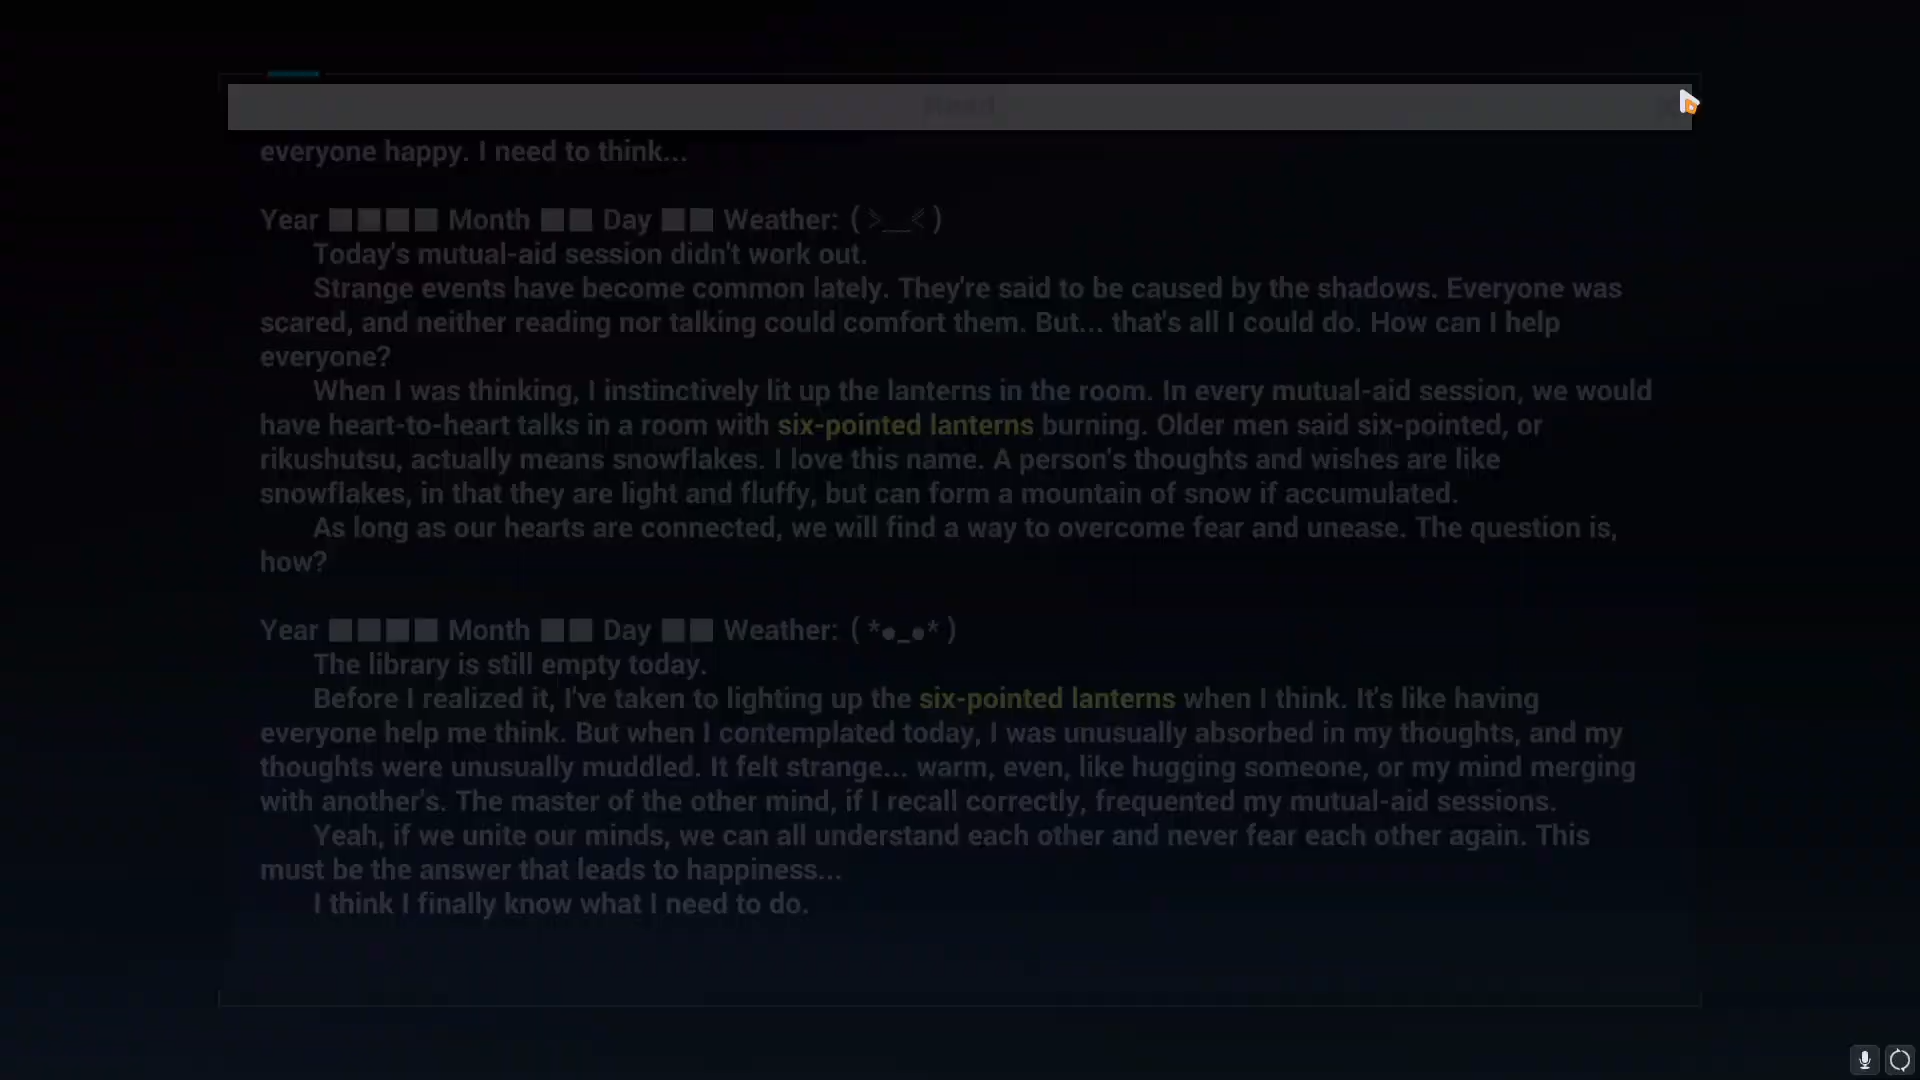 Read
everyone happy. I need to think...
Year ■■■■ Month ■■ Day ■■ Weather: ( >__< )
Today's mutual-aid session didn't work out.
Strange events have become common lately. They're said to be caused by the shadows. Everyone was
scared, and neither reading nor talking could comfort them. But... that's all I could do. How can I help
everyone?
When I was thinking, I instinctively lit up the lanterns in the room. In every mutual-aid session, we would
have heart-to-heart talks in a room with six-pointed lanterns burning. Older men said six-pointed, or
rikushutsu, actually means snowflakes. I love this name. A person's thoughts and wishes are like
snowflakes, in that they are light and fluffy, but can form a mountain of snow if accumulated.
As long as our hearts are connected, we will find a way to overcome fear and unease. The question is,
how?
Year ■■■■ Month ■■ Day ■■ Weather: ( *●_●* )
The library is still empty today.
Before I realized it, I've taken to lighting up the six-pointed lanterns when I think. It's like having
everyone help me think. But when I contemplated today, I was unusually absorbed in my thoughts, and my
thoughts were unusually muddled. It felt strange... warm, even, like hugging someone, or my mind merging
with another's. The master of the other mind, if I recall correctly, frequented my mutual-aid sessions.
Yeah, if we unite our minds, we can all understand each other and never fear each other again. This
must be the answer that leads to happiness...
I think I finally know what I need to do.